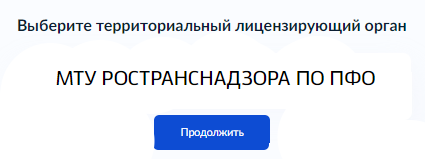 Выберите территориальный лицензирующий орган
МТУ РОСТРАНСНАДЗОРА ПО ПФО
Продолжить